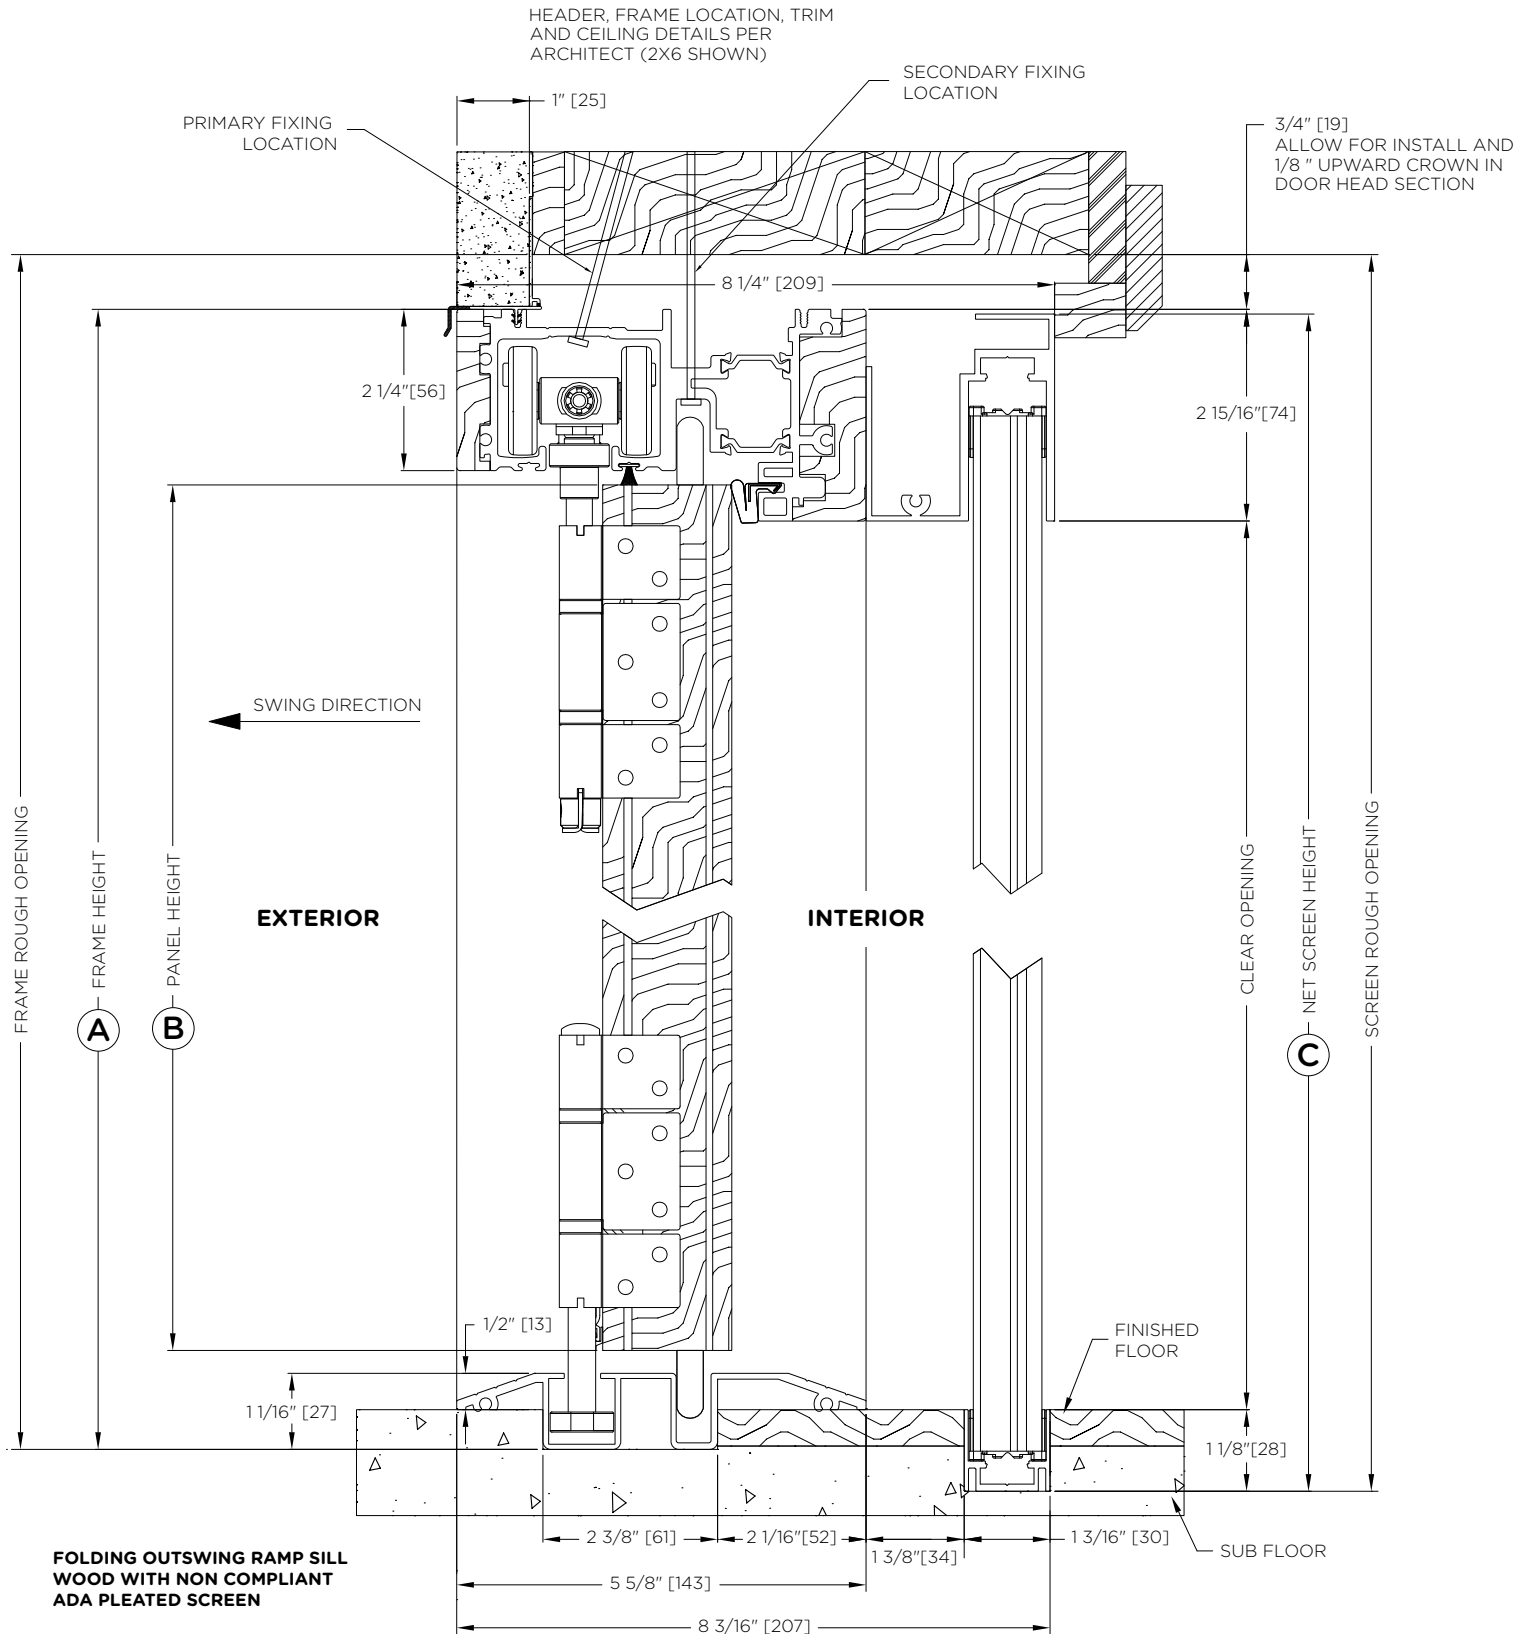 HEADER, FRAME LOCATION, TRIM
AND CEILING DETAILS PER
ARCHITECT (2X6 SHOWN)
SECONDARY FIXING
LOCATION
1" [25]
PRIMARY FIXING
LOCATION
3/4" [19]
ALLOW FOR INSTALL AND
1/8 " UPWARD CROWN IN
DOOR HEAD SECTION
8 1/4" [209]
2 1/4"[56]
2 15/16"[74]
SWING DIRECTION
FRAME ROUGH OPENING
FRAME HEIGHT
A
PANEL HEIGHT
B
EXTERIOR
INTERIOR
CLEAR OPENING
NET SCREEN HEIGHT
C
SCREEN ROUGH OPENING
1/2" [13]
FINISHED
FLOOR
1 1/16" [27]
1 1/8"[28]
2 3/8" [61]
2 1/16"[52]
1 3/8"[34]
1 3/16" [30]
SUB FLOOR
5 5/8" [143]
8 3/16" [207]
FOLDING OUTSWING RAMP SILL
WOOD WITH NON COMPLIANT
ADA PLEATED SCREEN